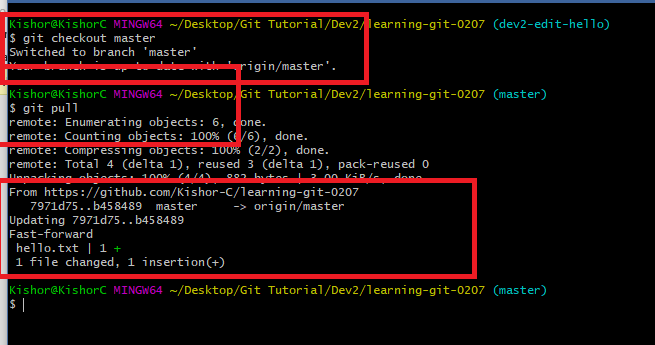 Kishor@KishorC MINGW64 ~/Desktop/Git Tutorial/Dev2/learning-git-0207 (dev2-edit-hello)
$ git checkout master
Switched to branch 'master'
Your branch is up to date with 'origin/master'.
Kishor@KishorC MINGW64 ~/Desktop/Git Tutorial/Dev2/learning-git-0207 (master)
$ git pull
remote: Enumerating objects: 6, done.
remote: Counting objects: 100% (6/6), done.
remote: Compressing objects: 100% (2/2), done.
remote: Total 4 (delta 1), reused 3 (delta 1), pack-reused 0
Unpacking objects: 100% (4/4), 882 bytes | 3.00 KiB/s, done.
From https://github.com/Kishor-C/learning-git-0207
7971d75..b458489 master -> origin/master
Updating 7971d75..b458489
Fast-forward
hello.txt | 1 +
1 file changed, 1 insertion(+)
Kishor@KishorC MINGW64 ~/Desktop/Git Tutorial/Dev2/learning-git-0207 (master)
$